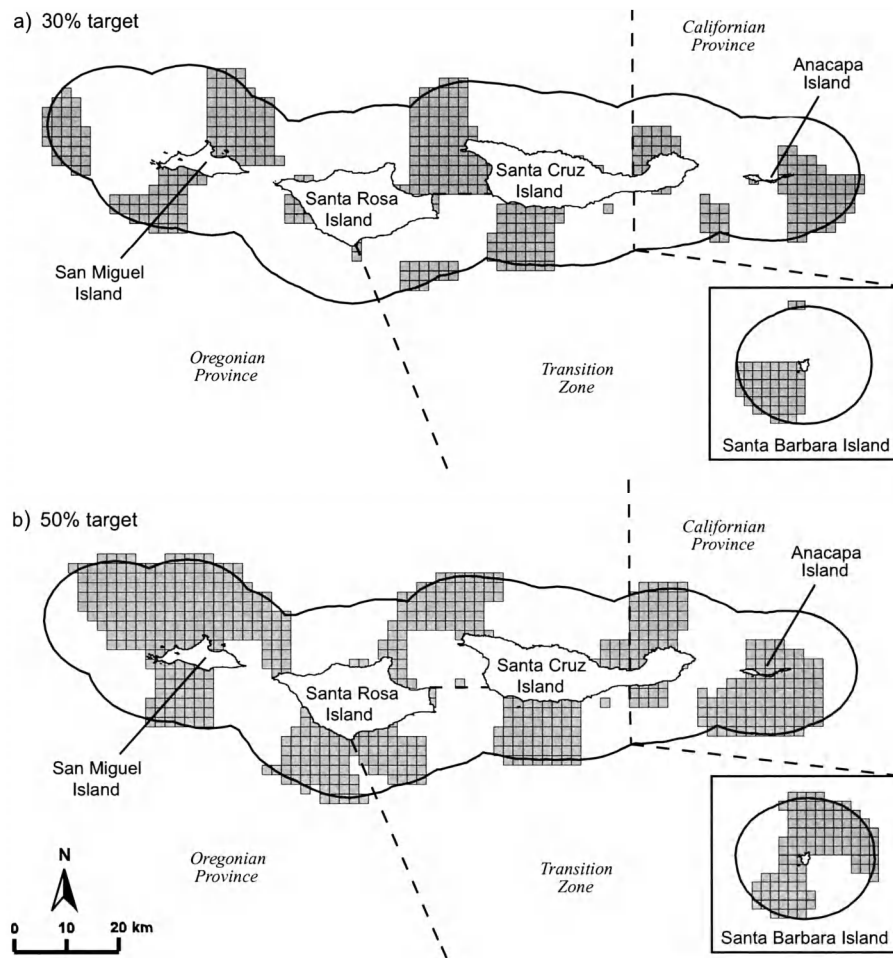 a) 30% target
Californian
Province
Anacapa
Island
Santa Cruz
Island
Santa Rosa
Island
San Miguel
Island
Oregonian
Province
Transition
Zone
Santa Barbara Island
b) 50% target
Californian
Province
Anacapa
Island
Santa Cruz
Island
Santa Rosa
Island
San Miguel
Island
Oregonian
Province
Transition
Zone
Santa Barbara Island
N
0 10 20 km